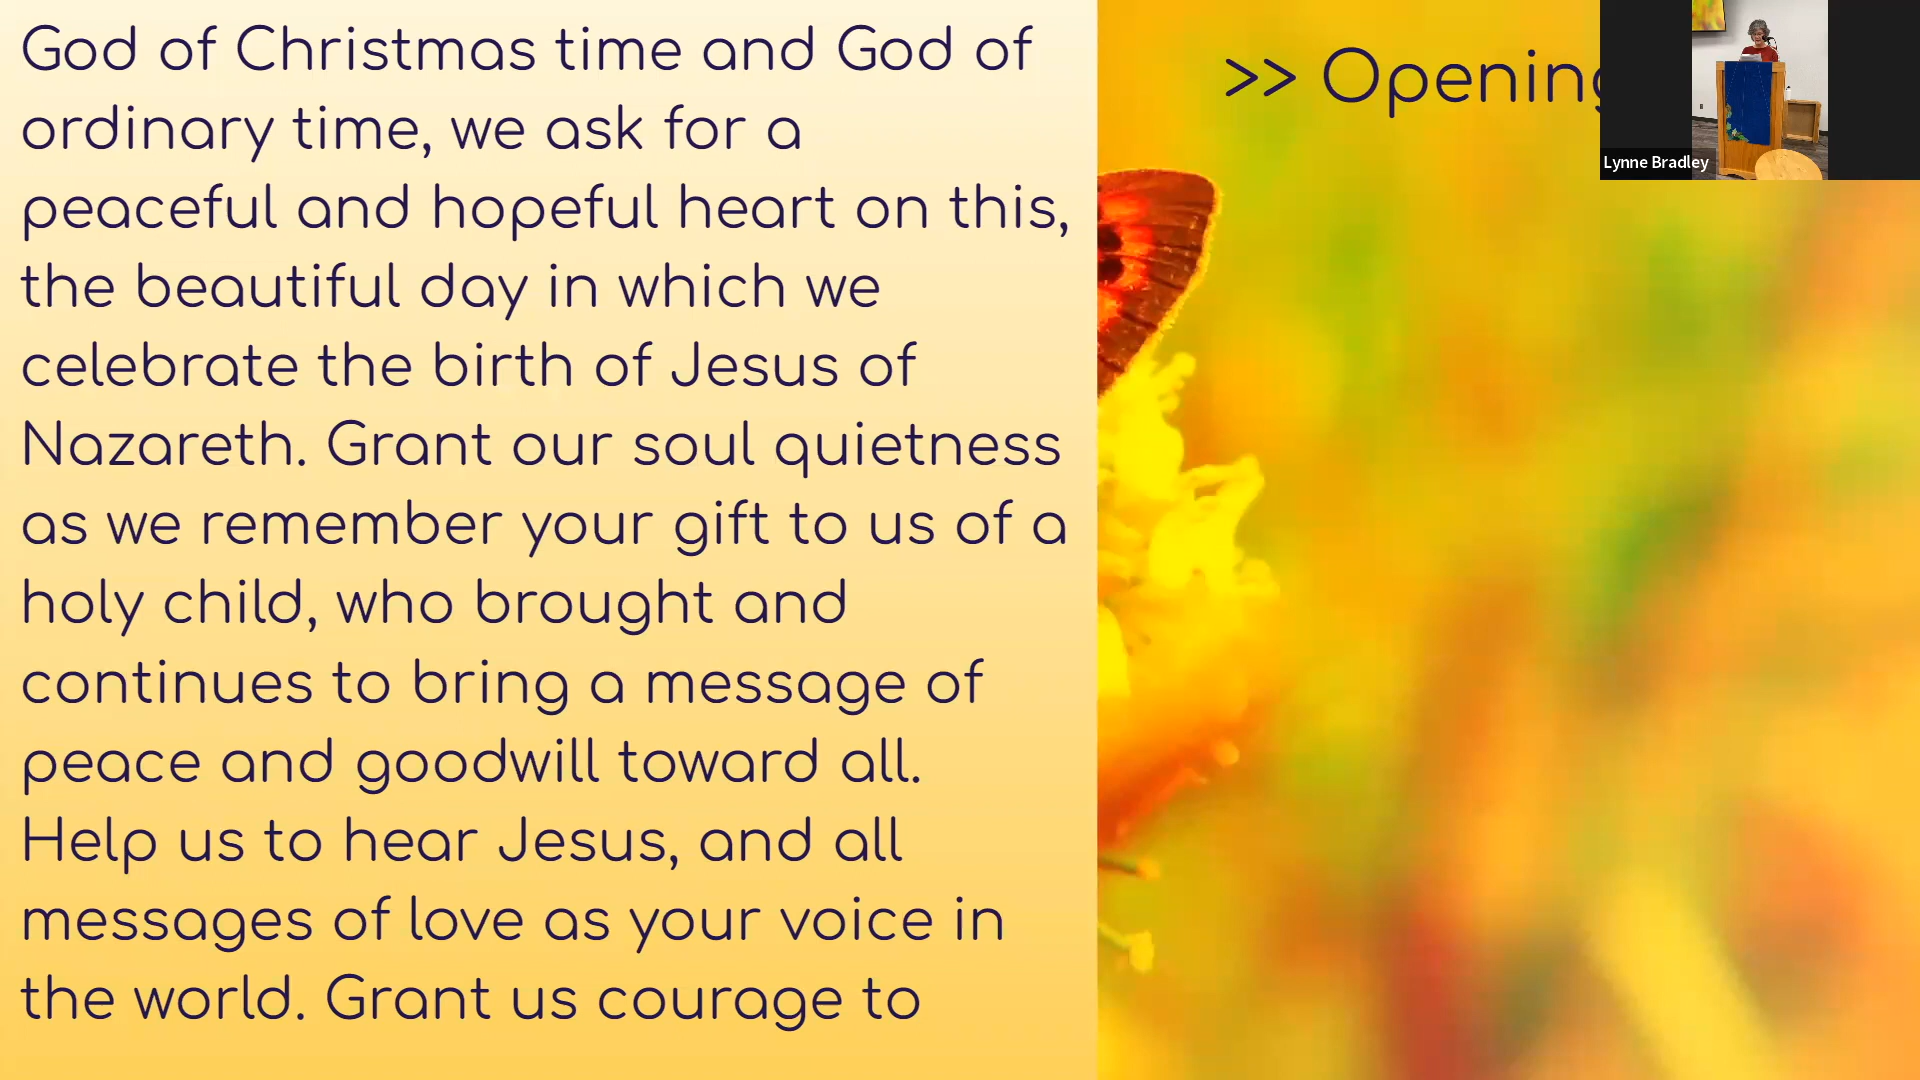 God of Christmas time and God of
ordinary time, we ask for a
peaceful and hopeful heart on this,
the beautiful day in which we
celebrate the birth of Jesus of
Nazareth. Grant our soul quietness
as we remember your gift to us of a
holy child, who brought and
continues to bring a message of
peace and goodwill toward all.
Help us to hear Jesus, and all
messages of love as your voice in
the world. Grant us courage to
>> Opening
Lynne Bradley